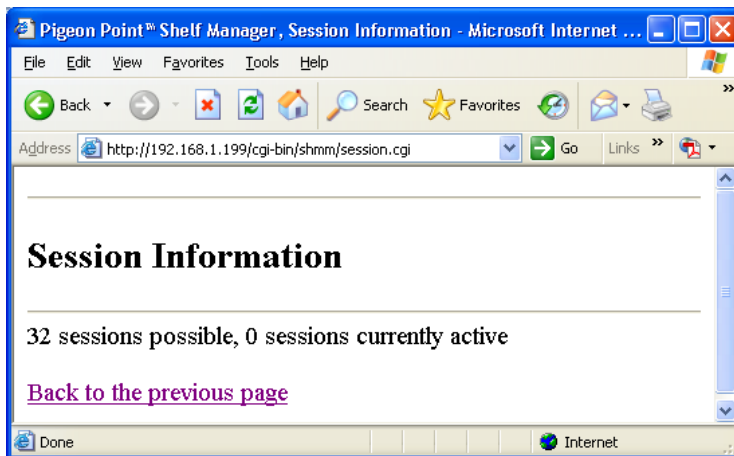 Pigeon Point™ Shelf Manager, Session Information - Microsoft Internet ...
File Edit View Favorites Tools Help
Back Search Favorites
Address http://192.168.1.199/cgi-bin/shmm/session.cgi Go Links
Session Information
32 sessions possible, 0 sessions currently active
Back to the previous page
Done Internet